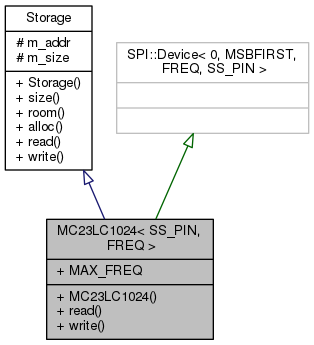 Storage
# m_addr
# m_size
+ Storage()
+ size()
+ room()
+ alloc()
+ read()
+ write()
SPI::Device< 0, MSBFIRST,
FREQ, SS_PIN >
MC23LC1024< SS_PIN,
FREQ >
+ MAX_FREQ
+ MC23LC1024()
+ read()
+ write()